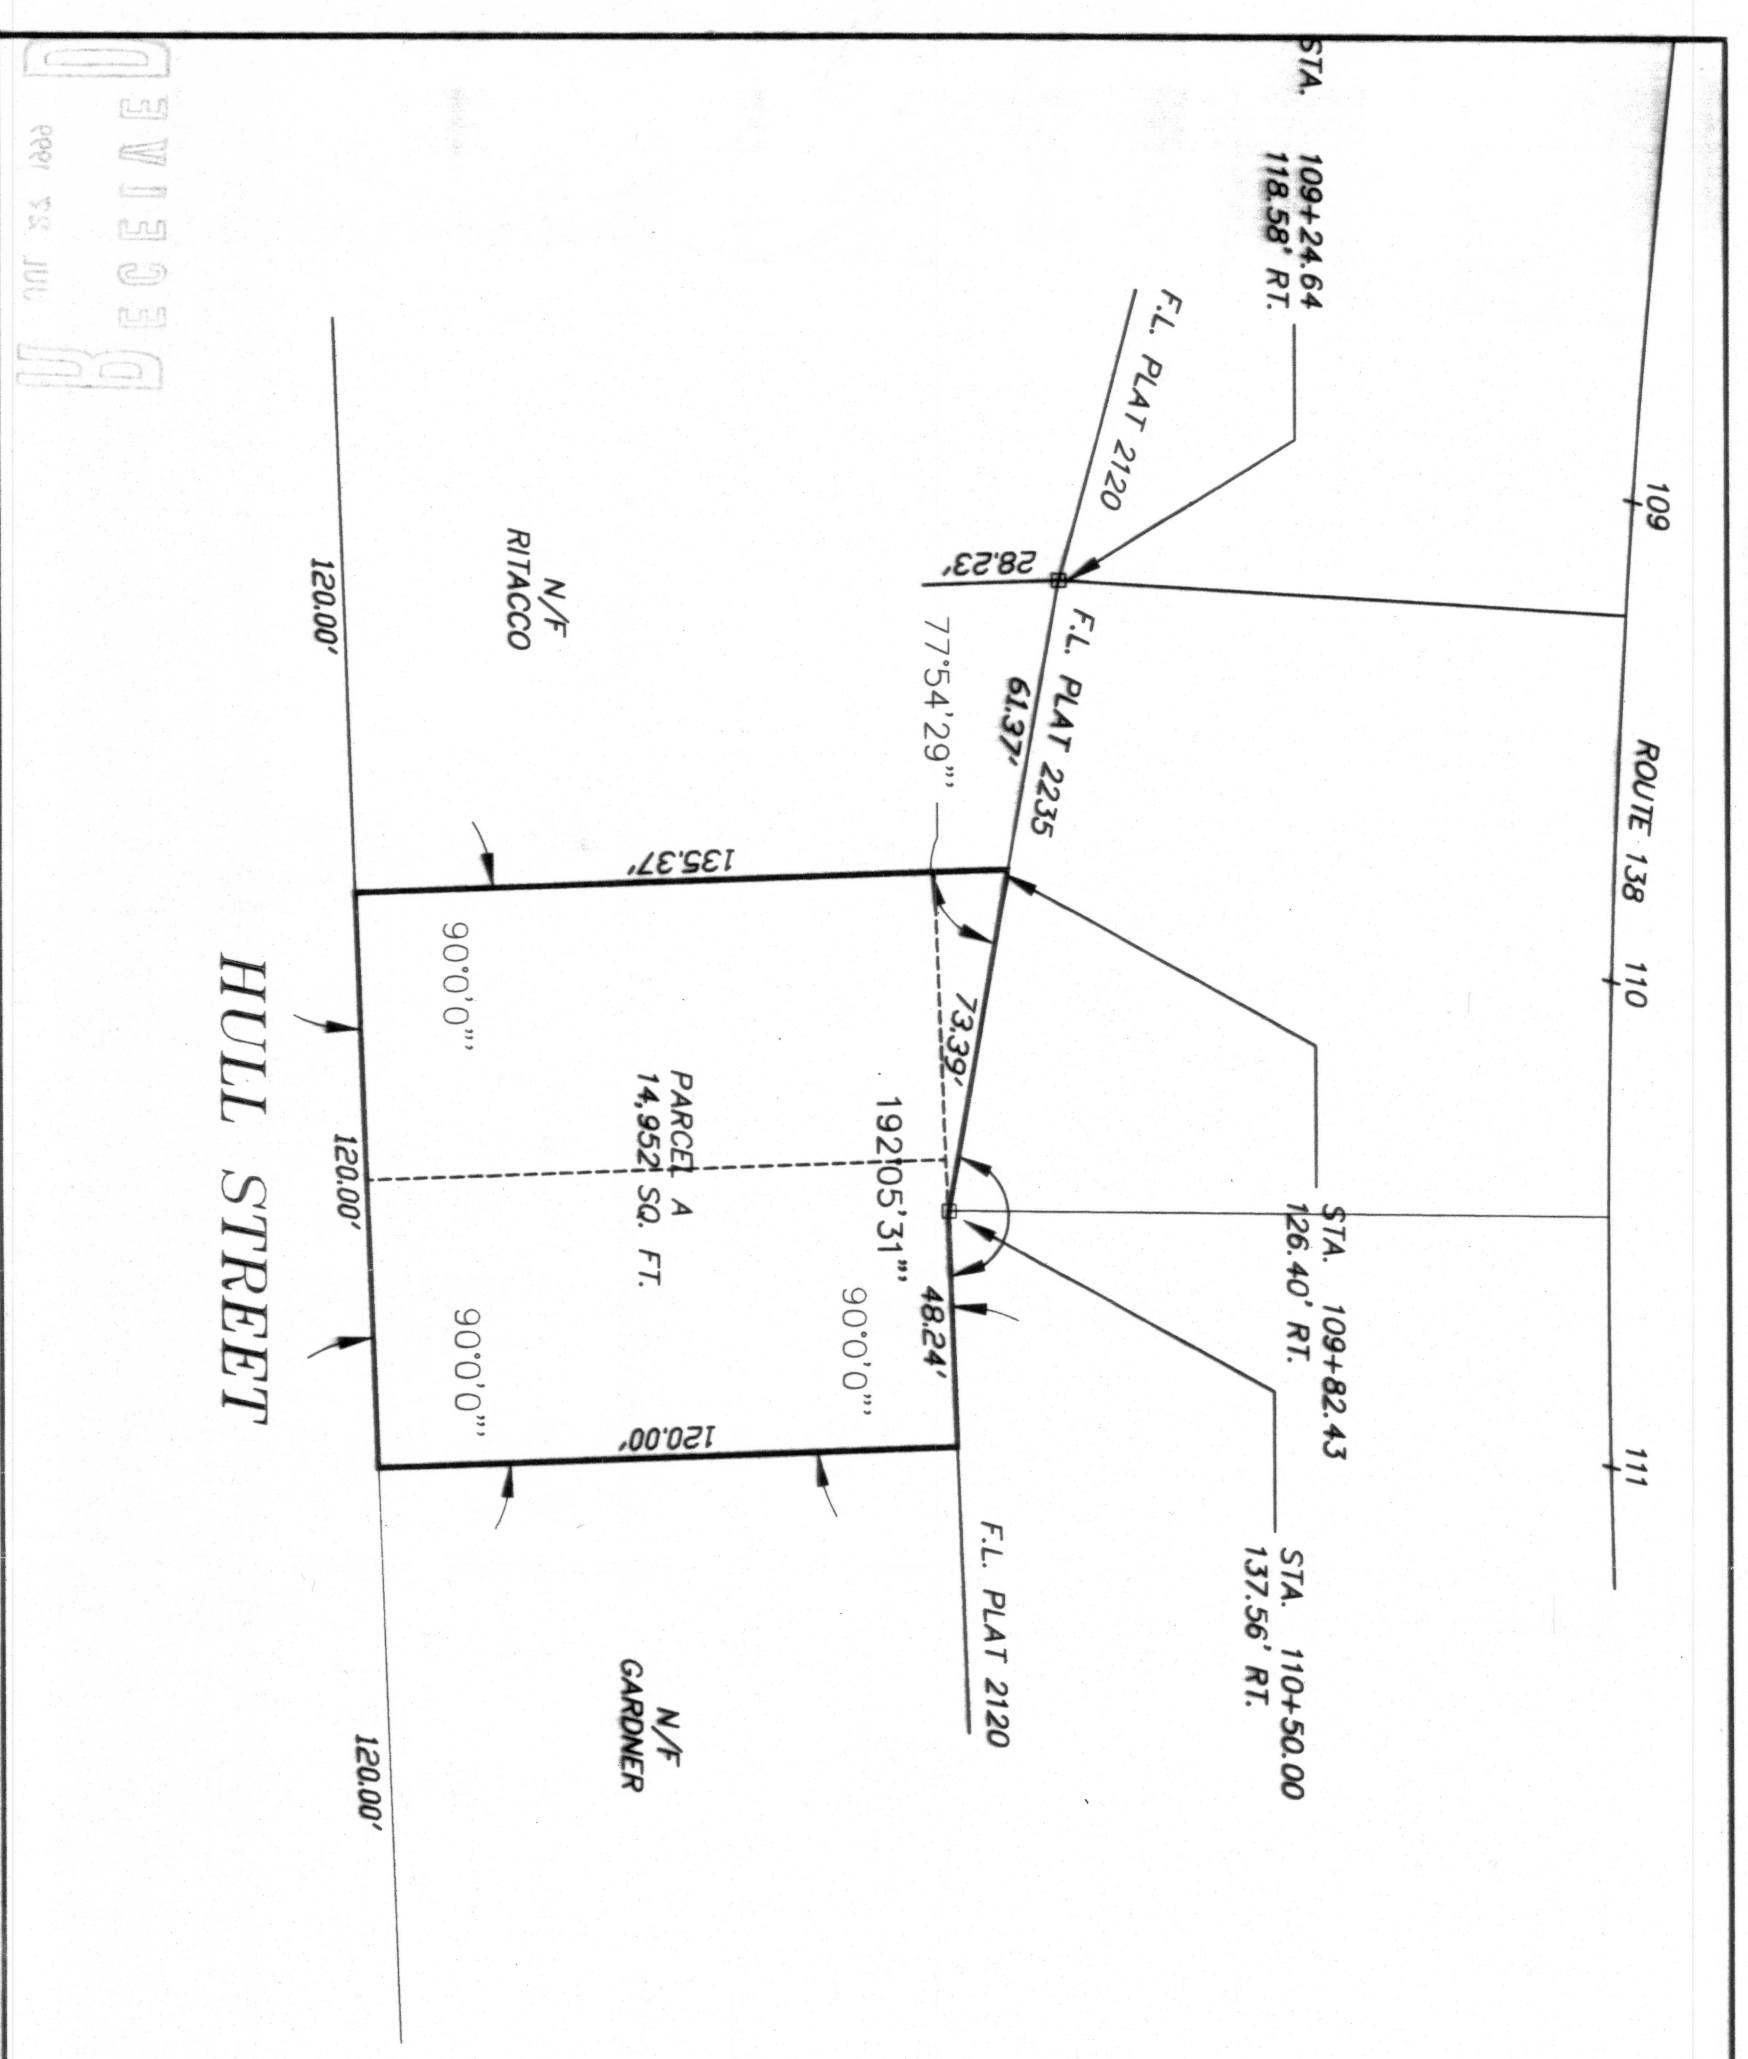 ROUTE 138
109
110
111
STA. 109+24.64
118.58' RT.
STA. 109+82.43
126.40' RT.
STA. 110+50.00
137.56' RT.
F.L. PLAT 2120
F.L. PLAT 2235
F.L. PLAT 2120
28.23'
61.37'
77°54'29"'
73.39'
192°05'31"'
48.24'
135.37'
120.00'
90°0'0"'
90°0'0"'
90°0'0"'
N/F
RITACCO
PARCEL A
14,952 SQ. FT.
N/F
GARDNER
120.00'
120.00'
120.00'
HULL STREET
RECEIVED
JUL 22 1999